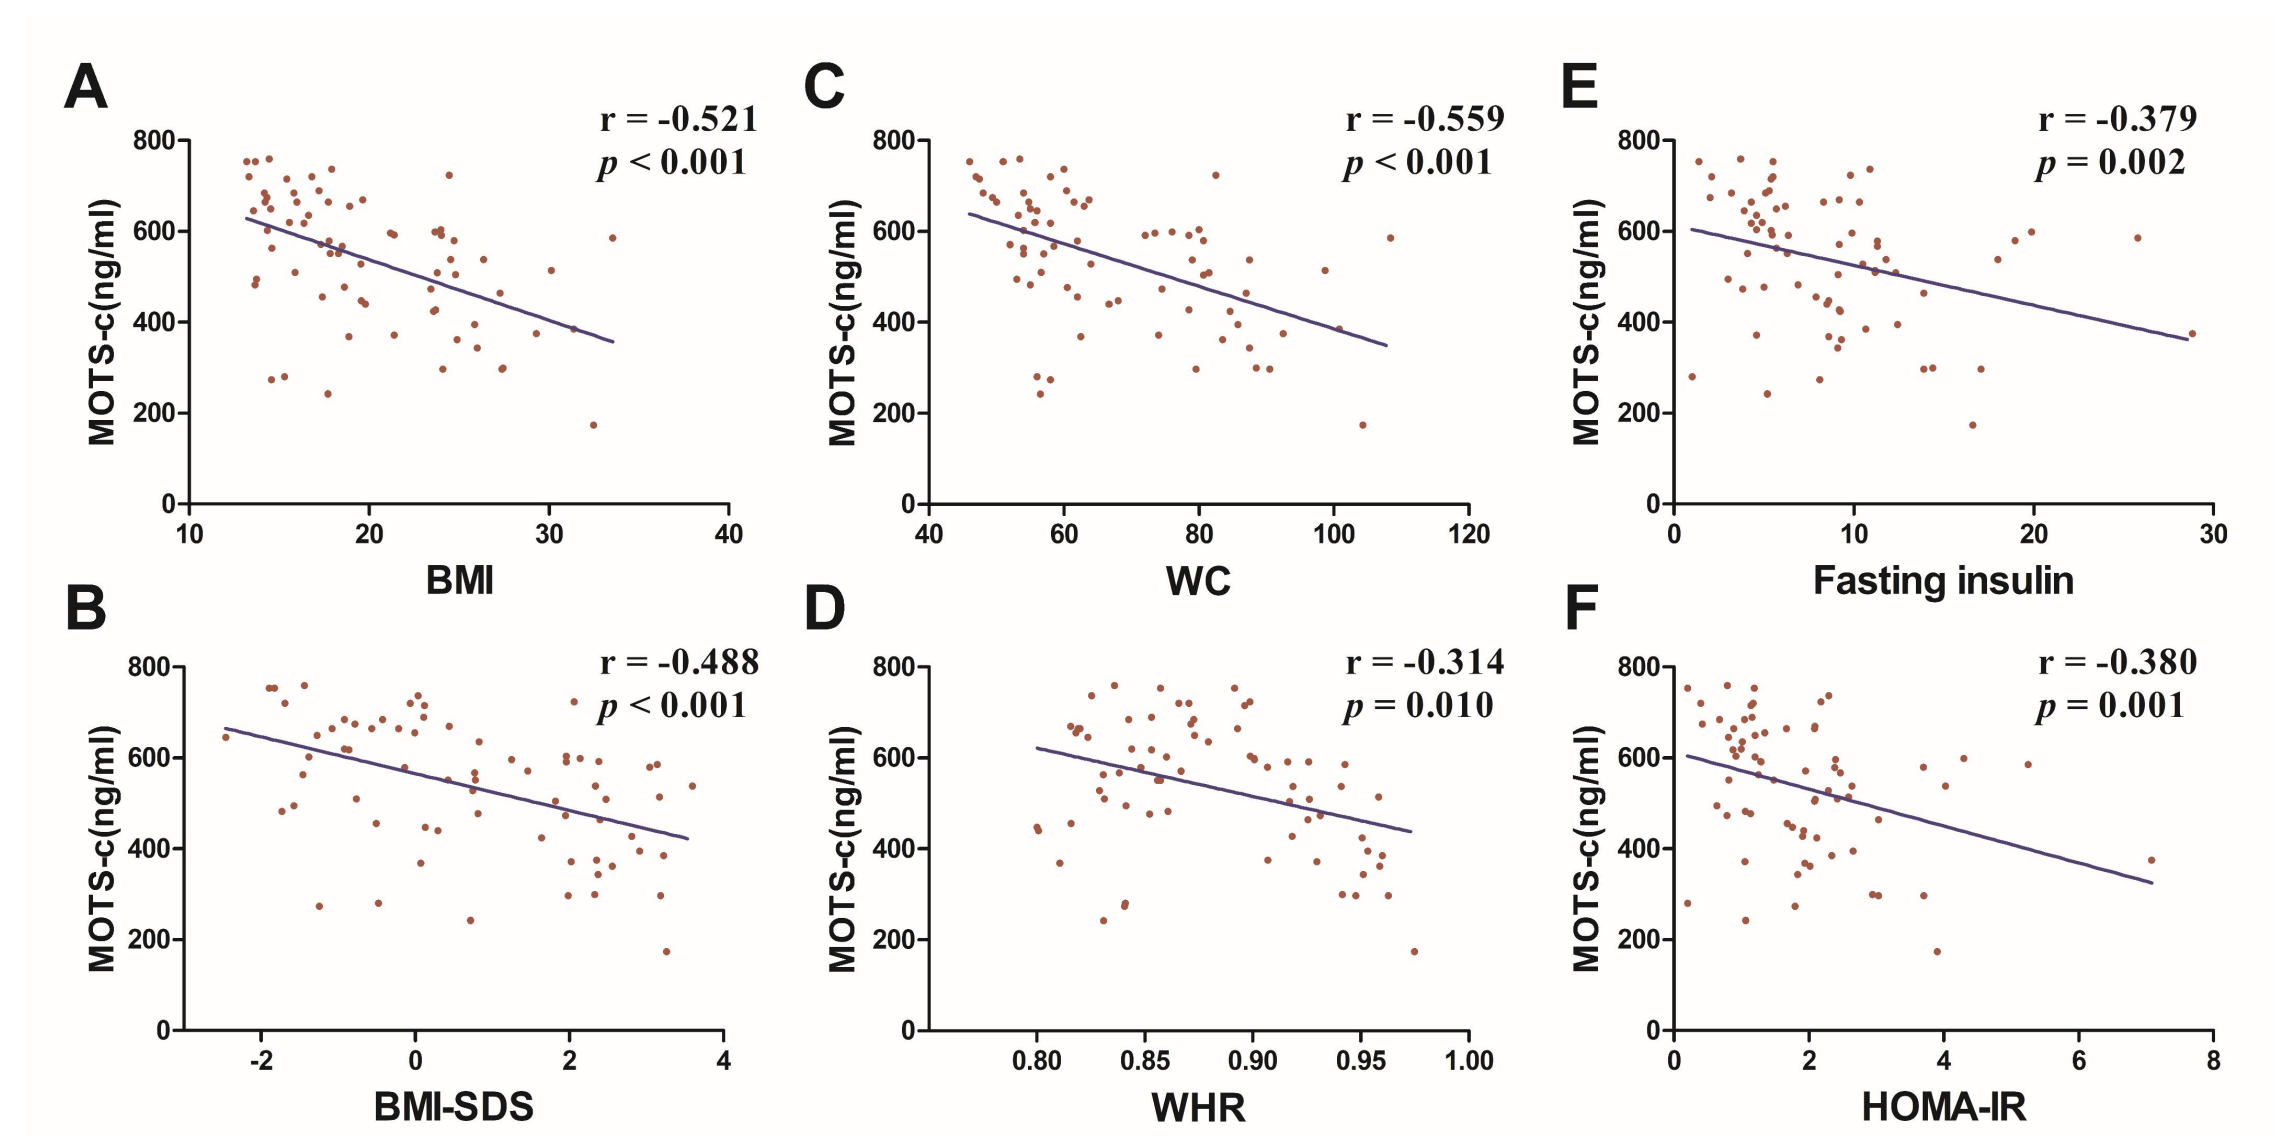 A
r = -0.521
p < 0.001
MOTS-c(ng/ml)
800
600
400
200
0
10 20 30 40
BMI
C
r = -0.559
p < 0.001
MOTS-c(ng/ml)
800
600
400
200
0
40 60 80 100 120
WC
E
r = -0.379
p = 0.002
MOTS-c(ng/ml)
800
600
400
200
0
0 10 20 30
Fasting insulin
B
r = -0.488
p < 0.001
MOTS-c(ng/ml)
800
600
400
200
0
-2 0 2 4
BMI-SDS
D
r = -0.314
p = 0.010
MOTS-c(ng/ml)
800
600
400
200
0
0.80 0.85 0.90 0.95 1.00
WHR
F
r = -0.380
p = 0.001
MOTS-c(ng/ml)
800
600
400
200
0
0 2 4 6 8
HOMA-IR